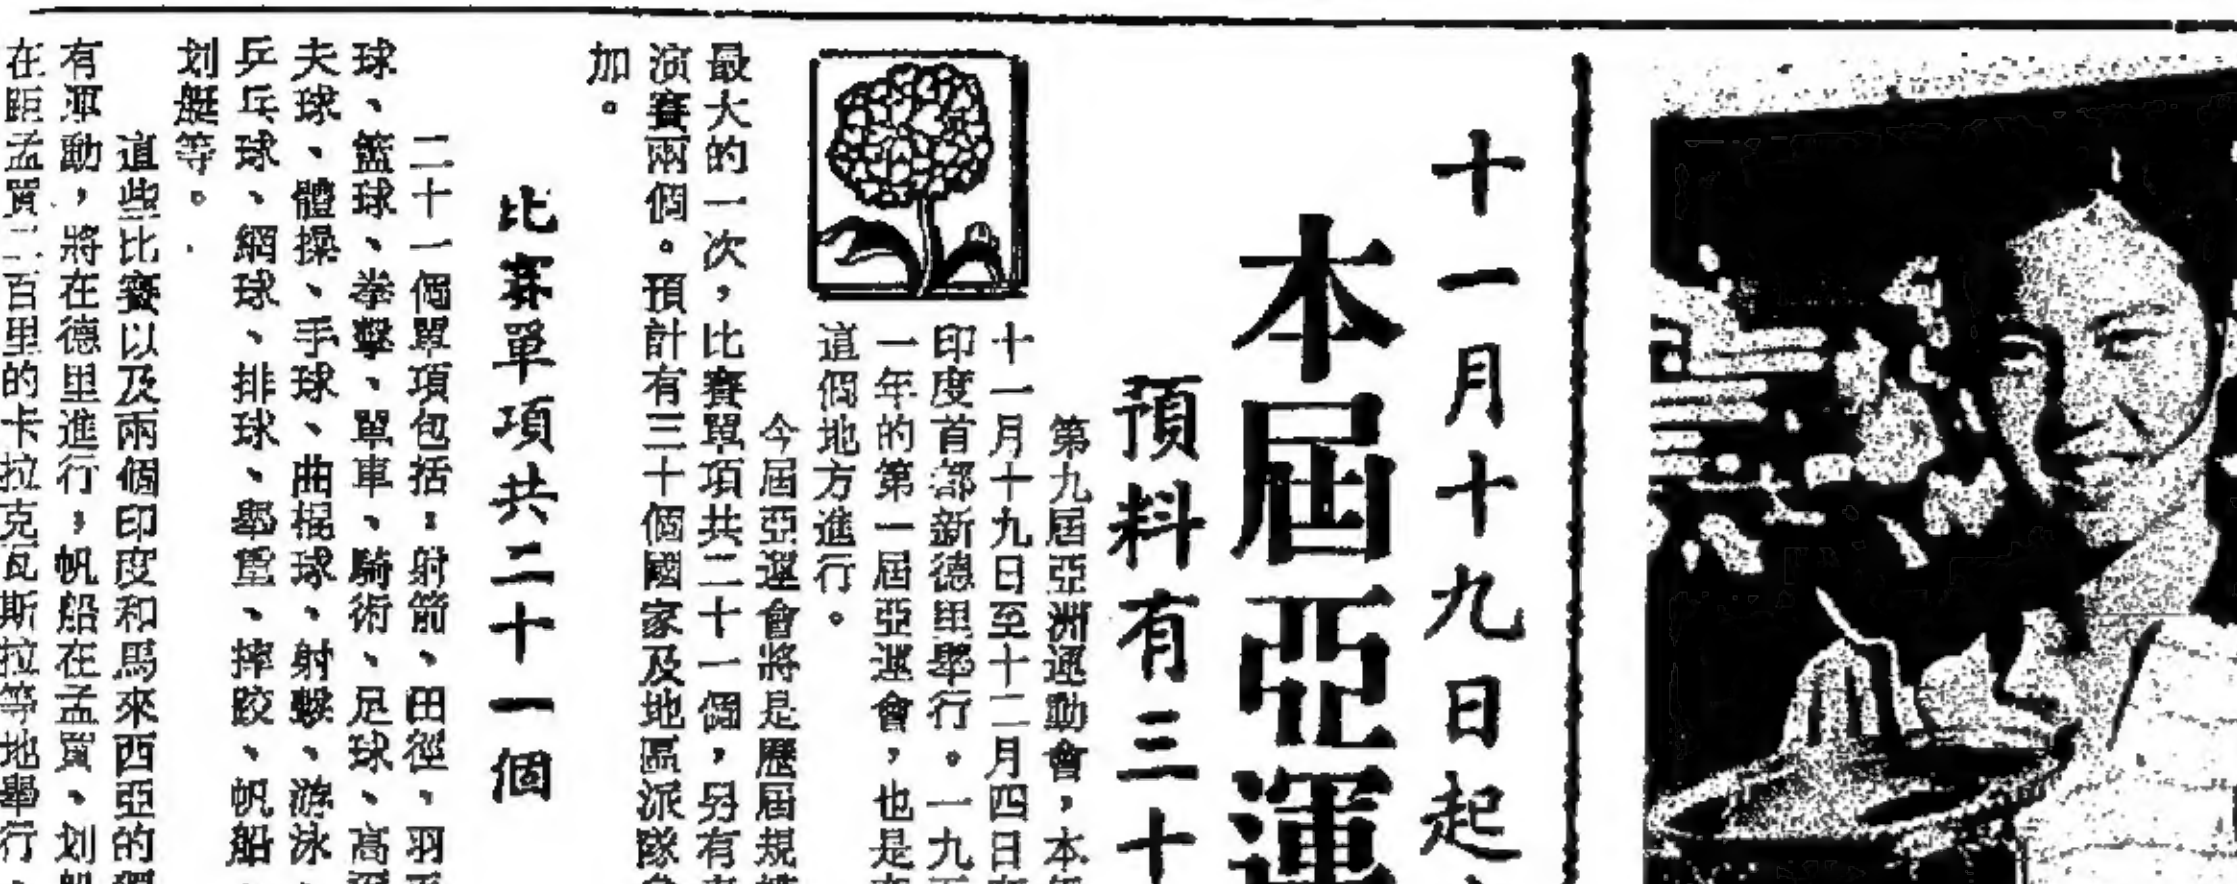 十一月十九日起
本屆亞運
預料有三十
第九屆亞洲運動會，本
十一月十九日至十二月四日
印度首都新德里舉行。一九
一年的第一屆亞運會，也是
這個地方進行。
今屆亞運會將是歷屆規
最大的一次，比賽單項共二十一個，另有
演賽兩個。預計有三十個國家及地區派隊
加。
比賽單項共二十一個
二十一個單項包括：射箭、田徑、羽
球、籃球、拳擊、單車、騎術、足球、高
夫球、體操、手球、曲棍球、射擊、游泳、
乒乓球、網球、排球、舉重、摔跤、帆船、
划艇等。
這些比賽以及兩個印度和馬來西亞的
有運動，將在德里進行，帆船在孟買、划
在距孟買二百里的卡拉克瓦斯拉等地舉行，